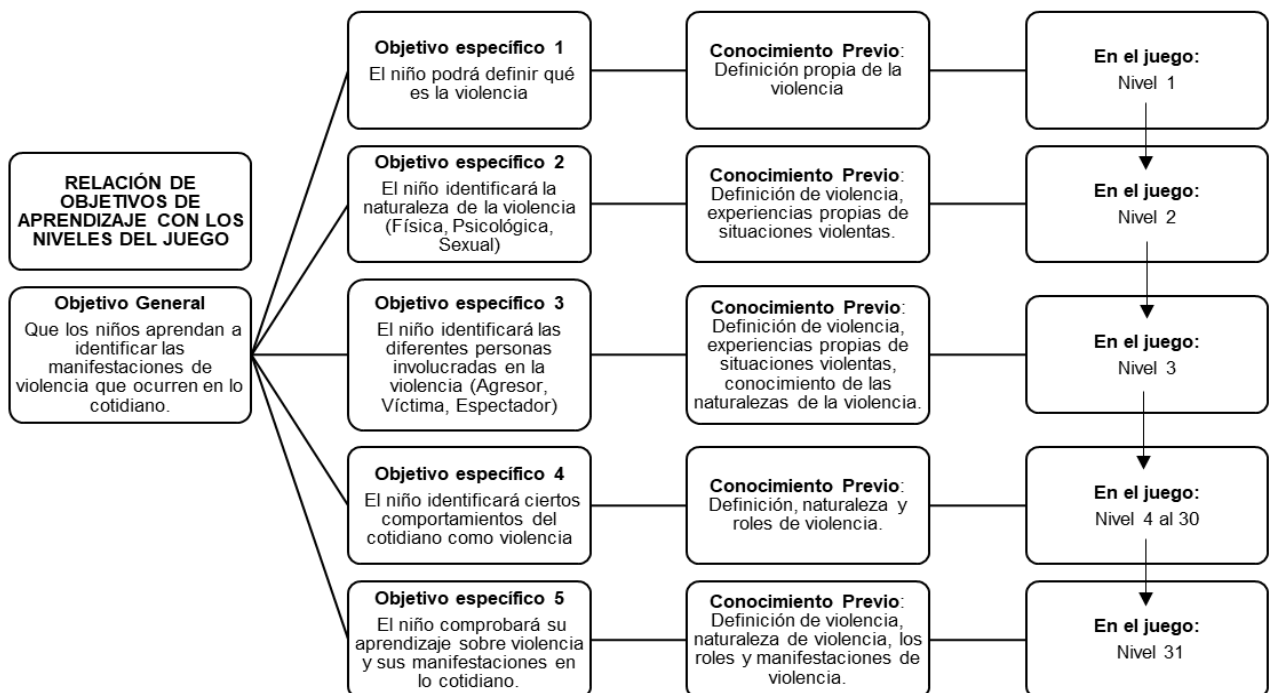 RELACIÓN DE
OBJETIVOS DE
APRENDIZAJE CON LOS
NIVELES DEL JUEGO
Objetivo General
Que los niños aprendan a
identificar las
manifestaciones de
violencia que ocurren en lo
cotidiano.
Objetivo específico 1
El niño podrá definir qué
es la violencia
Conocimiento Previo:
Definición propia de la
violencia
En el juego:
Nivel 1
Objetivo específico 2
El niño identificará la
naturaleza de la violencia
(Física, Psicológica,
Sexual)
Conocimiento Previo:
Definición de violencia,
experiencias propias de
situaciones violentas.
En el juego:
Nivel 2
Objetivo específico 3
El niño identificará las
diferentes personas
involucradas en la
violencia (Agresor,
Víctima, Espectador)
Conocimiento Previo:
Definición de violencia,
experiencias propias de
situaciones violentas,
conocimiento de las
naturalezas de la violencia.
En el juego:
Nivel 3
Objetivo específico 4
El niño identificará ciertos
comportamientos del
cotidiano como violencia
Conocimiento Previo:
Definición, naturaleza y
roles de violencia.
En el juego:
Nivel 4 al 30
Objetivo específico 5
El niño comprobará su
aprendizaje sobre violencia
y sus manifestaciones en
lo cotidiano.
Conocimiento Previo:
Definición de violencia,
naturaleza de violencia, los
roles y manifestaciones de
violencia.
En el juego:
Nivel 31